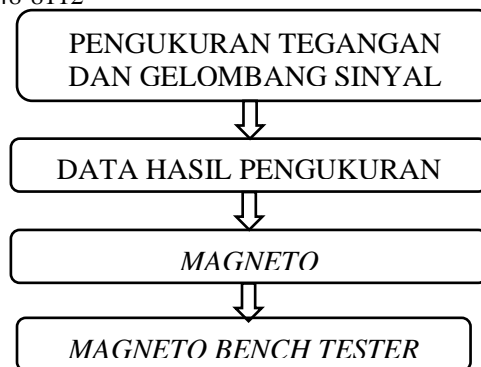 PENGUKURAN TEGANGAN
DAN GELOMBANG SINYAL
DATA HASIL PENGUKURAN
MAGNETO
MAGNETO BENCH TESTER